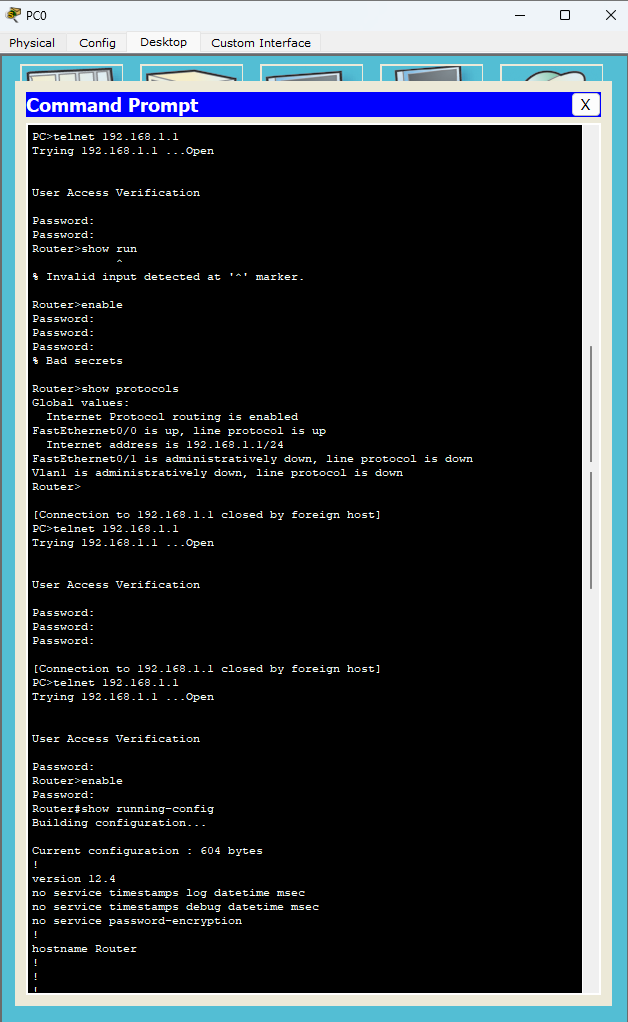 PC0
Physical
Config
Desktop
Custom Interface
Command Prompt
X
PC>telnet 192.168.1.1
Trying 192.168.1.1 ...Open
User Access Verification
Password:
Password:
Router>show run
^
% Invalid input detected at '^' marker.
Router>enable
Password:
Password:
Password:
% Bad secrets
Router>show protocols
Global values:
Internet Protocol routing is enabled
FastEthernet0/0 is up, line protocol is up
Internet address is 192.168.1.1/24
FastEthernet0/1 is administratively down, line protocol is down
Vlan1 is administratively down, line protocol is down
Router>
[Connection to 192.168.1.1 closed by foreign host]
PC>telnet 192.168.1.1
Trying 192.168.1.1 ...Open
User Access Verification
Password:
Password:
Password:
[Connection to 192.168.1.1 closed by foreign host]
PC>telnet 192.168.1.1
Trying 192.168.1.1 ...Open
User Access Verification
Password:
Router>enable
Password:
Router#show running-config
Building configuration...
Current configuration : 604 bytes
!
version 12.4
no service timestamps log datetime msec
no service timestamps debug datetime msec
no service password-encryption
!
hostname Router
!
!
!